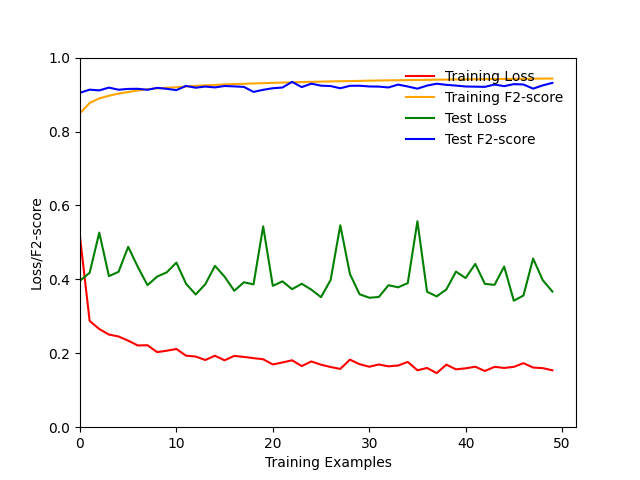 1.0
0.8
0.6
0.4
0.2
0.0
Loss/F2-score
Training Loss
Training F2-score
Test Loss
Test F2-score
0 10 20 30 40 50
Training Examples